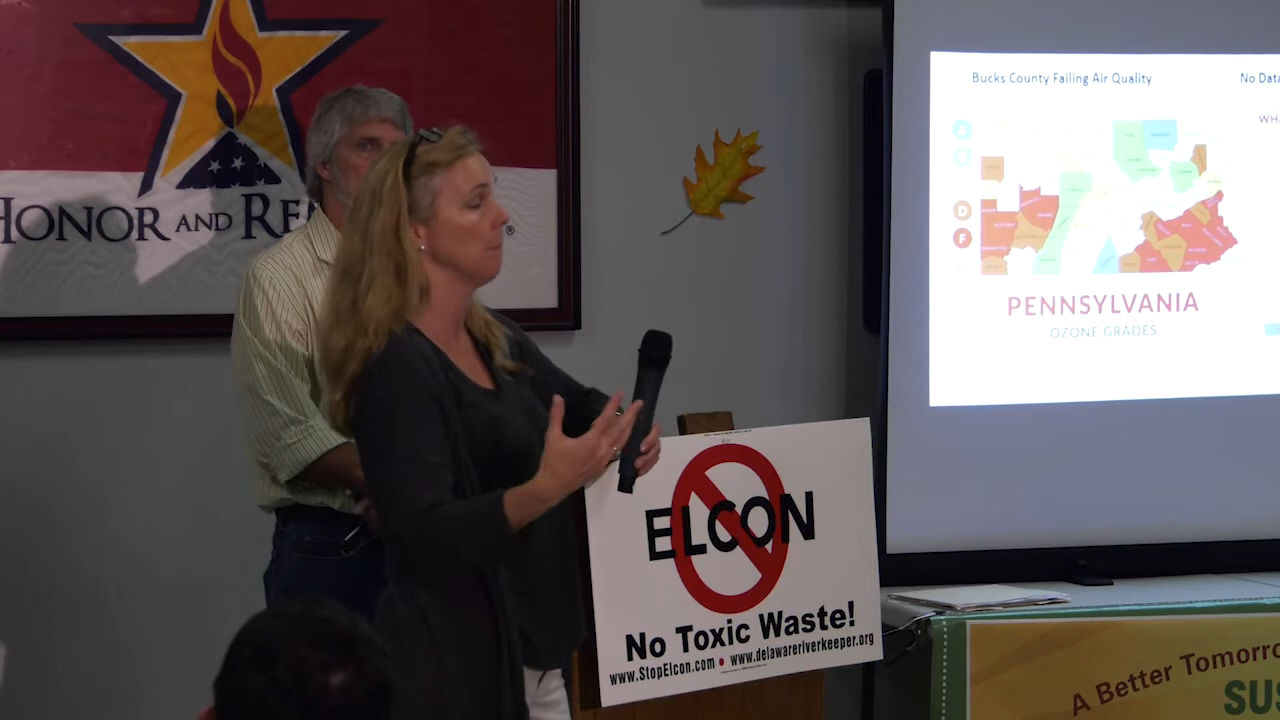 HONOR AND RE
®
Bucks County Failing Air Quality
No Data
WHA
D
F
PENNSYLVANIA
OZONE GRADES
ELCON
No Toxic Waste!
www.StopElcon.com • www.delawareriverkeeper.org
A Better Tomorro
SUS